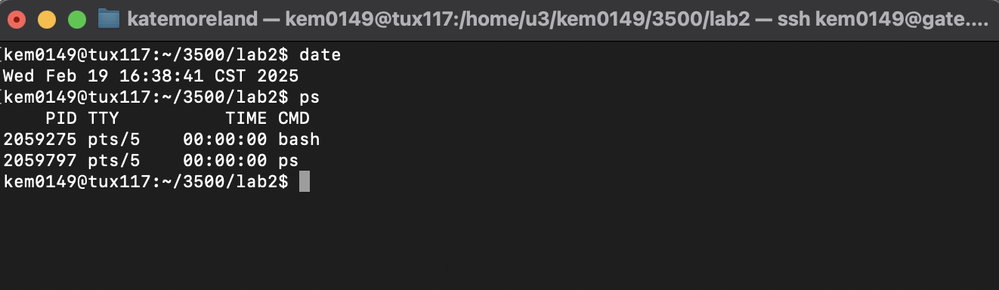 katemoreland — kem0149@tux117:/home/u3/kem0149/3500/lab2 — ssh kem0149@gate....
[kem0149@tux117:~/3500/lab2$ date
Wed Feb 19 16:38:41 CST 2025
[kem0149@tux117:~/3500/lab2$ ps
    PID TTY          TIME CMD
2059275 pts/5    00:00:00 bash
2059797 pts/5    00:00:00 ps
kem0149@tux117:~/3500/lab2$